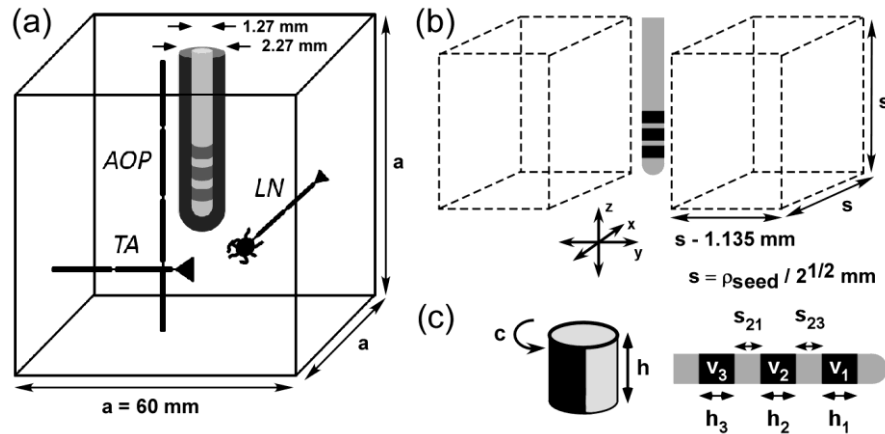 (a)
1.27 mm
2.27 mm
AOP
LN
TA
a
a
a = 60 mm
(b)
s
s
s - 1.135 mm
z
x
y
s = ρseed / 2^1/2 mm
(c)
c
h
s21
s23
v3
v2
v1
h3
h2
h1